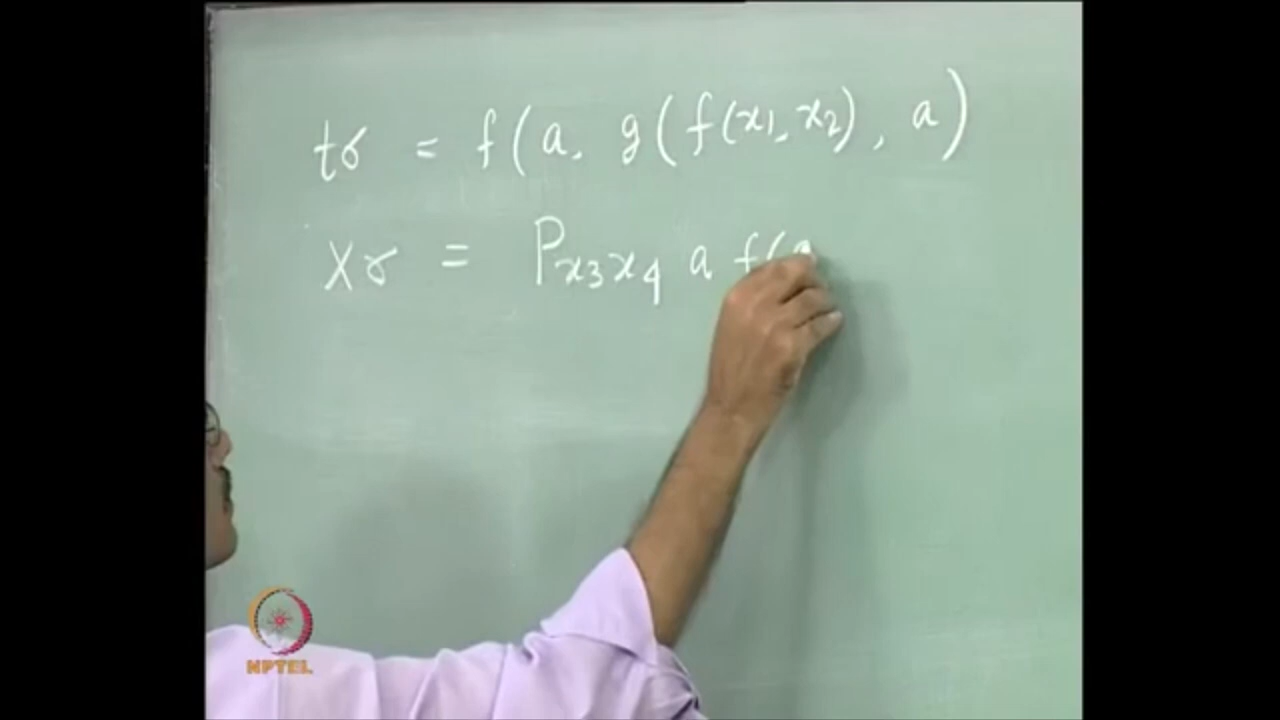 tσ = f(a, g(f(x1, x2), a)
Xσ = Px3x4 a f(
NPTEL